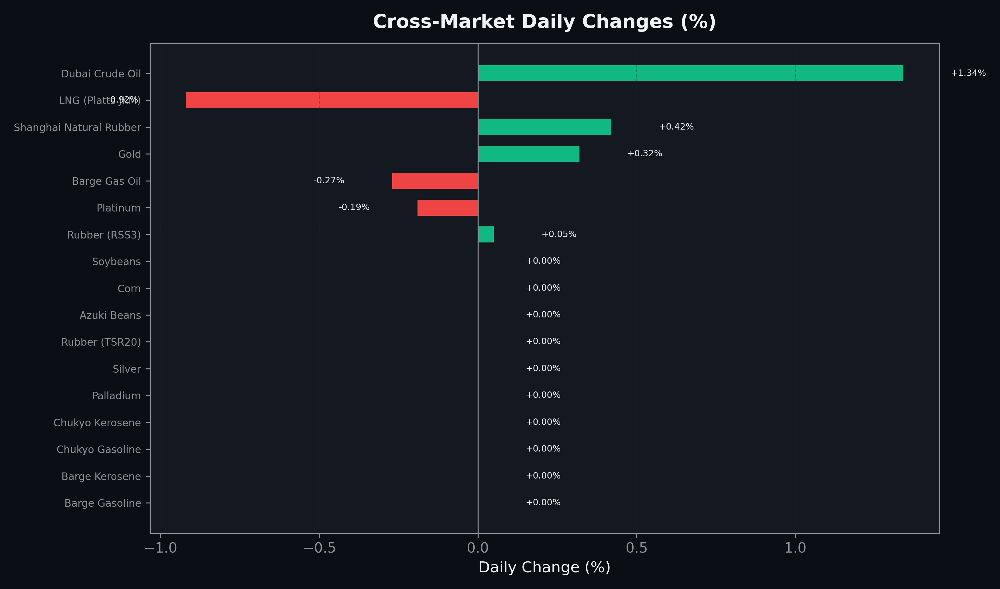 Cross-Market Daily Changes (%)
Dubai Crude Oil +1.34%
LNG (Platts JKM) -0.92%
Shanghai Natural Rubber +0.42%
Gold +0.32%
Barge Gas Oil -0.27%
Platinum -0.19%
Rubber (RSS3) +0.05%
Soybeans +0.00%
Corn +0.00%
Azuki Beans +0.00%
Rubber (TSR20) +0.00%
Silver +0.00%
Palladium +0.00%
Chukyo Kerosene +0.00%
Chukyo Gasoline +0.00%
Barge Kerosene +0.00%
Barge Gasoline +0.00%
−1.0 −0.5 0.0 0.5 1.0
Daily Change (%)